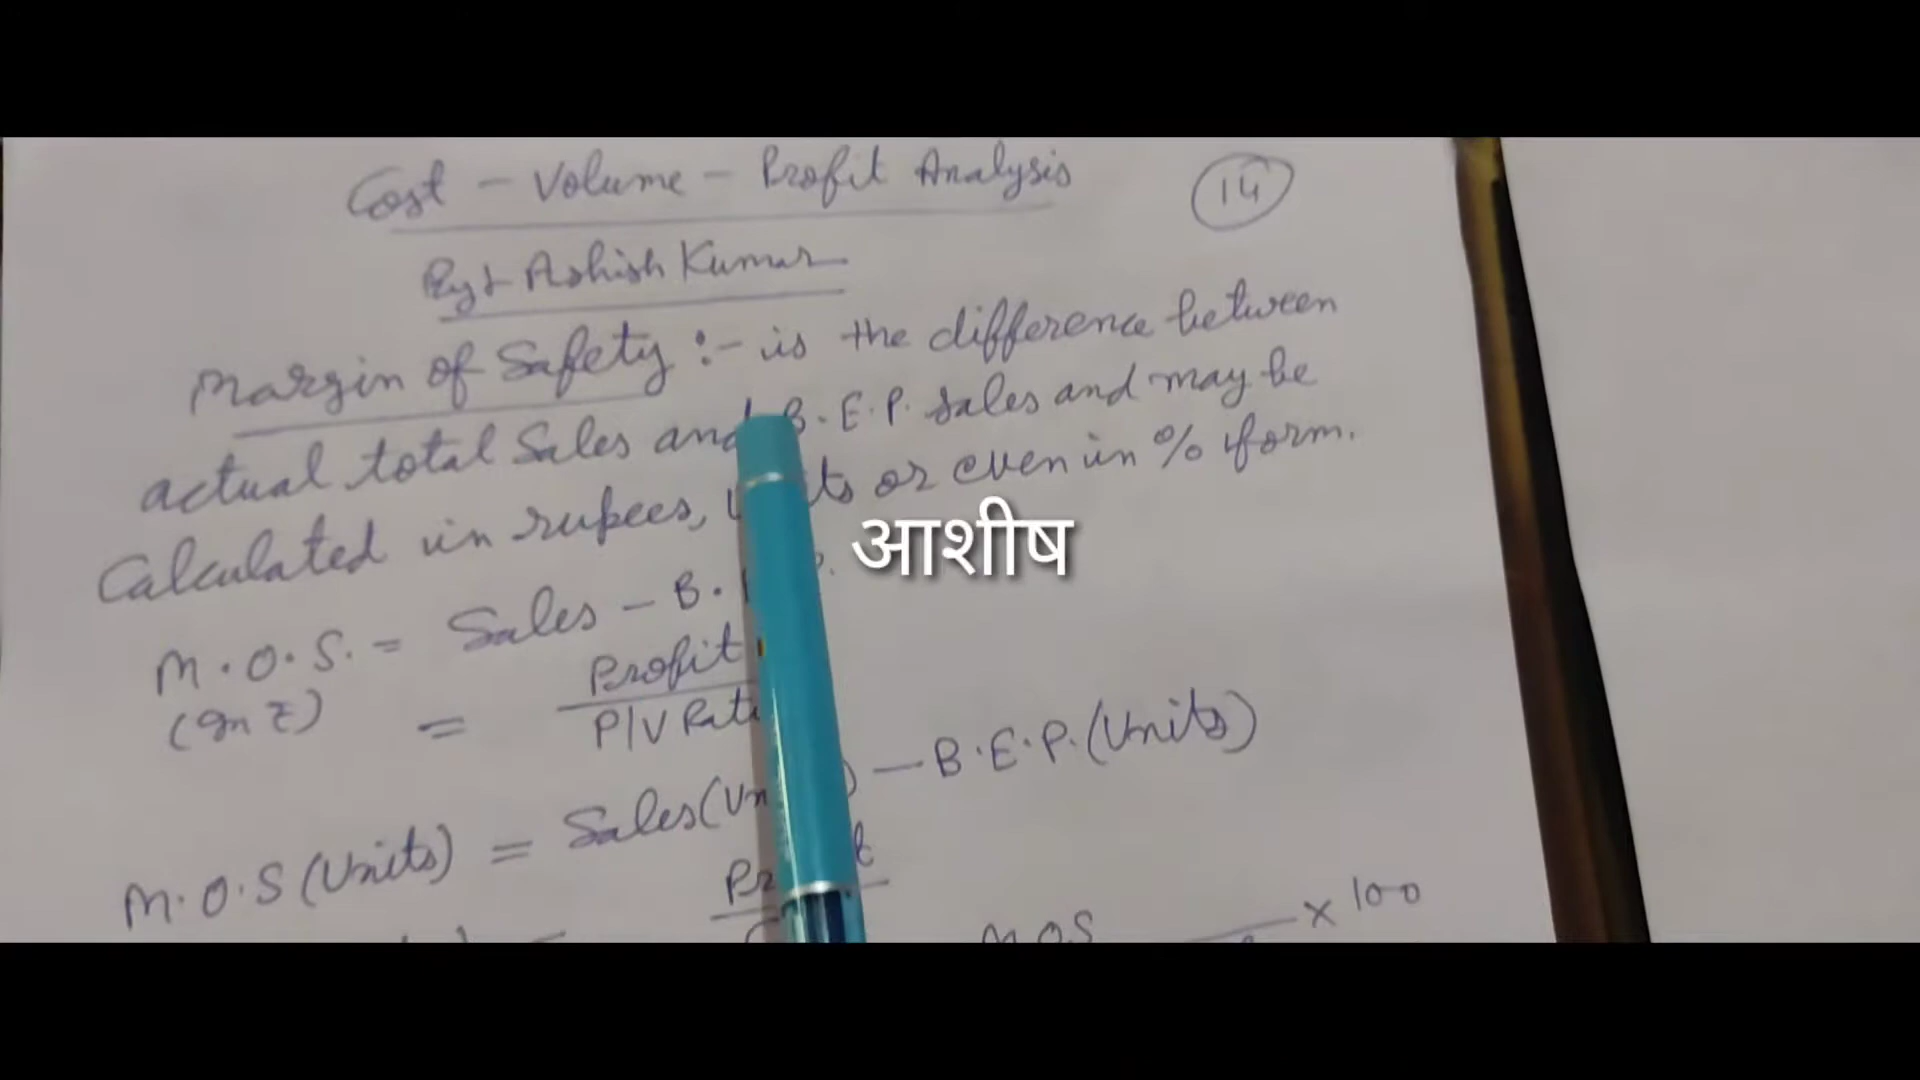 Cost - Volume - Profit Analysis
14
By:- Ashish Kumar
Margin of Safety :- is the difference between
actual total Sales and B.E.P. Sales and may be
Calculated in rupees, or even in % form.
आशीष
M.O.S. = Sales - B.
(In ₹) = Profit
P/V
M.O.S (Units) = Sales ( ) - B.E.P. (Units)
M.O.S × 100